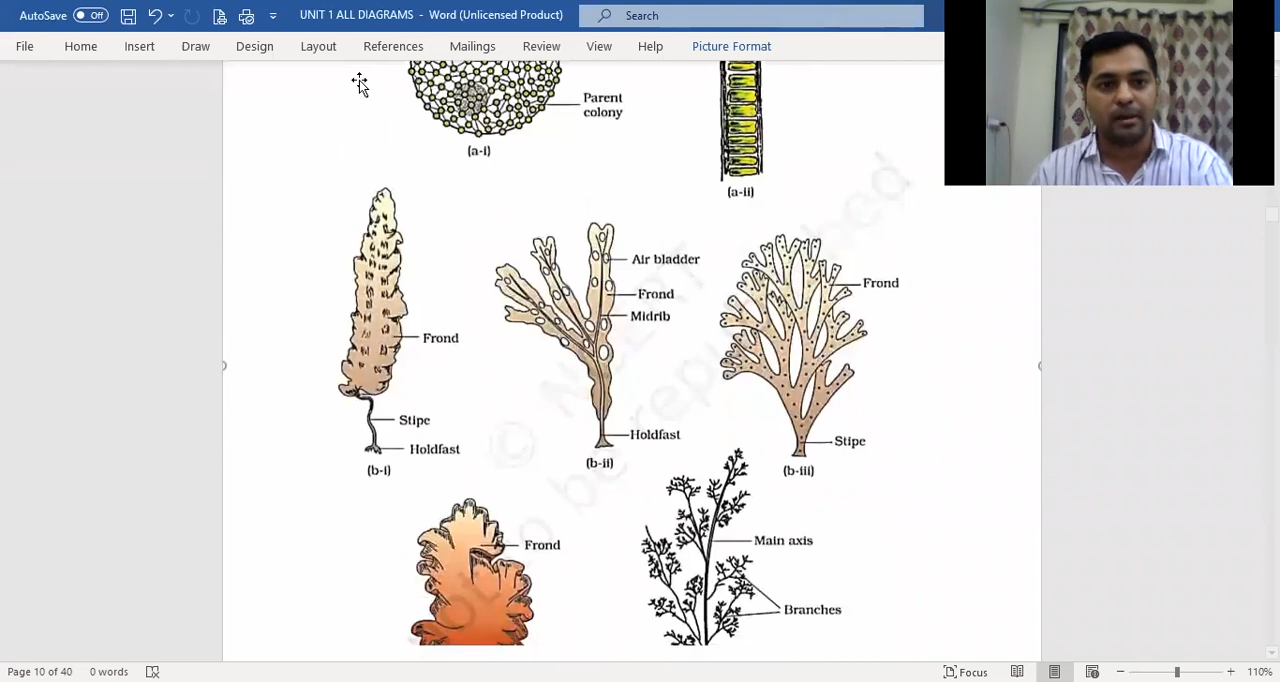 AutoSave Off UNIT 1 ALL DIAGRAMS - Word (Unlicensed Product) Search
File Home Insert Draw Design Layout References Mailings Review View Help Picture Format
Parent
colony
(a-i)
(a-ii)
Air bladder
Frond
Frond
Midrib
Frond
Stipe
Holdfast
Holdfast
Stipe
(b-i)
(b-ii)
(b-iii)
Frond
Main axis
Branches
Page 10 of 40 0 words Focus 110%